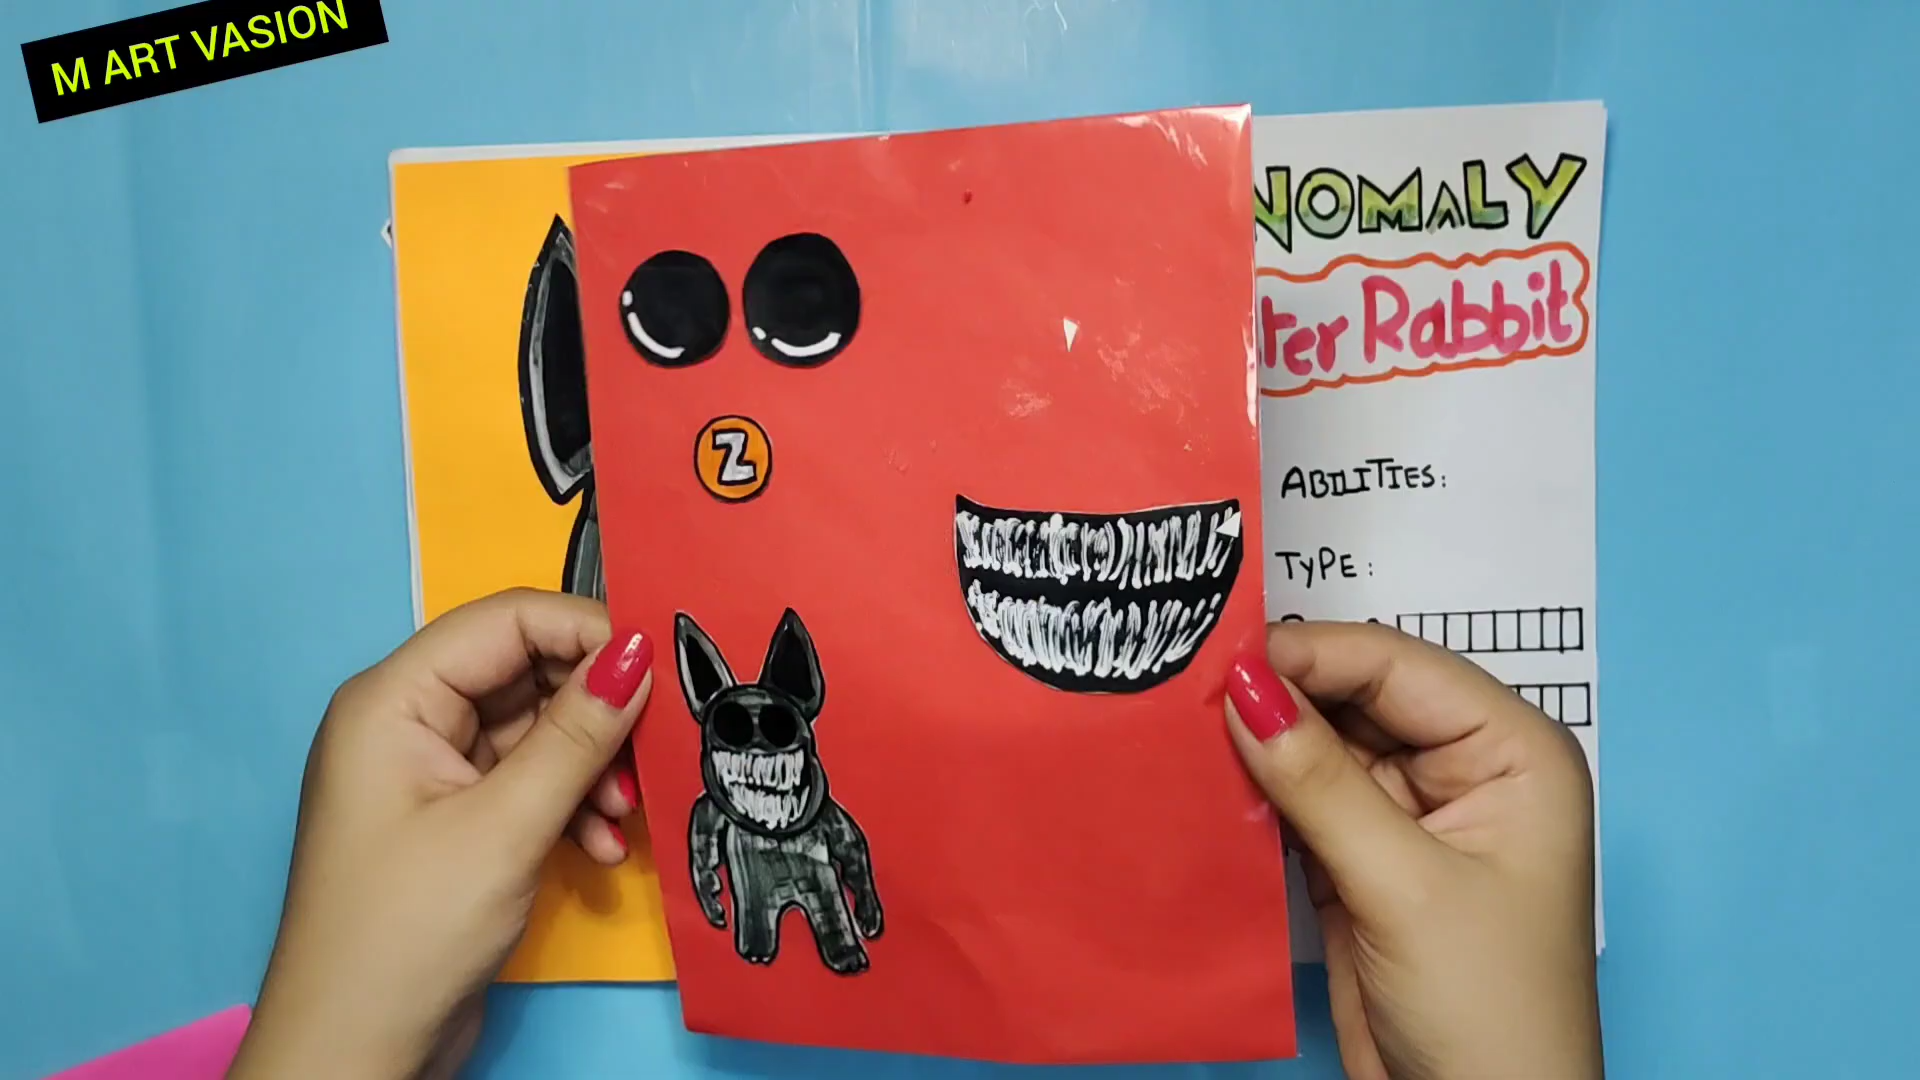 M ART VASION
NOMALY
ter Rabbit
Z
ABILITIES:
TYPE: